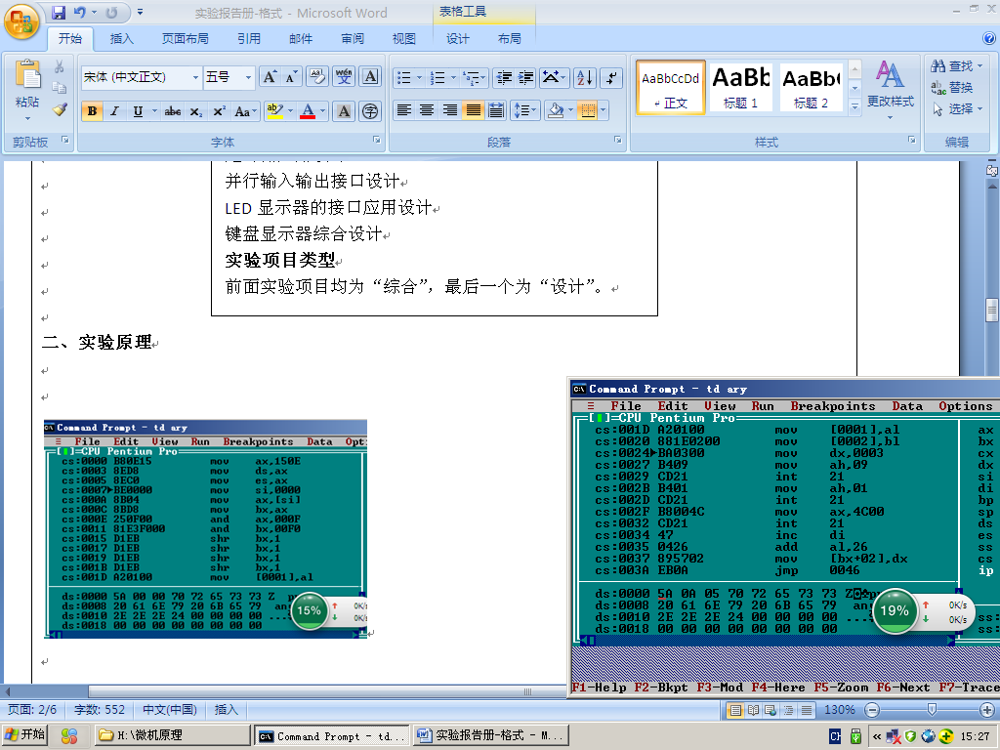 实验报告册-格式 - Microsoft Word
表格工具
开始 插入 页面布局 引用 邮件 审阅 视图 设计 布局
粘贴
宋体 (中文正文) 五号
AaBbCcDd AaBb AaBb(
正文 标题 1 标题 2
更改样式
查找
替换
选择
剪贴板 字体 段落 样式 编辑
并行输入输出接口设计
LED 显示器的接口应用设计
键盘显示器综合设计
实验项目类型
前面实验项目均为“综合”，最后一个为“设计”。
二、实验原理
Command Prompt - td ary
≡ File Edit View Run Breakpoints Data Opti
[▮]=CPU Pentium Pro
cs:0000 B80E15 mov ax,150E
cs:0003 8ED8 mov ds,ax
cs:0005 8EC0 mov es,ax
cs:0007▶BE0000 mov si,0000
cs:000A 8B04 mov ax,[si]
cs:000C 8BD8 mov bx,ax
cs:000E 250F00 and ax,000F
cs:0011 81E3F000 and bx,00F0
cs:0015 D1EB shr bx,1
cs:0017 D1EB shr bx,1
cs:0019 D1EB shr bx,1
cs:001B D1EB shr bx,1
cs:001D A20100 mov [0001],al
ds:0000 5A 00 00 70 72 65 73 73 Z pr
ds:0008 20 61 6E 79 20 6B 65 79 an
ds:0010 2E 2E 2E 24 00 00 00 00 ...$
ds:0018 00 00 00 00 00 00 00 00
15%
0K/s
0K/s
Command Prompt - td ary
≡ File Edit View Run Breakpoints Data Options
[▮]=CPU Pentium Pro
cs:001D A20100 mov [0001],al ax
cs:0020 881E0200 mov [0002],bl bx
cs:0024▶BA0300 mov dx,0003 cx
cs:0027 B409 mov ah,09 dx
cs:0029 CD21 int 21 si
cs:002B B401 mov ah,01 di
cs:002D CD21 int 21 bp
cs:002F B8004C mov ax,4C00 sp
cs:0032 CD21 int 21 ds
cs:0034 47 inc di es
cs:0035 0426 add al,26 ss
cs:0037 895702 mov [bx+02],dx cs
cs:003A EB0A jmp 0046 ip
ds:0000 5A 0A 05 70 72 65 73 73 Z◙♣pr
ds:0008 20 61 6E 79 20 6B 65 79 an
ds:0010 2E 2E 2E 24 00 00 00 00 ...$ ss:
ds:0018 00 00 00 00 00 00 00 00 ss:
19%
0K/s
0K/s
F1-Help F2-Bkpt F3-Mod F4-Here F5-Zoom F6-Next F7-Trace
页面: 2/6 字数: 552 中文(中国) 插入 130%
开始 H:\微机原理 Command Prompt - td... 实验报告册-格式 - M... CH « 15:27